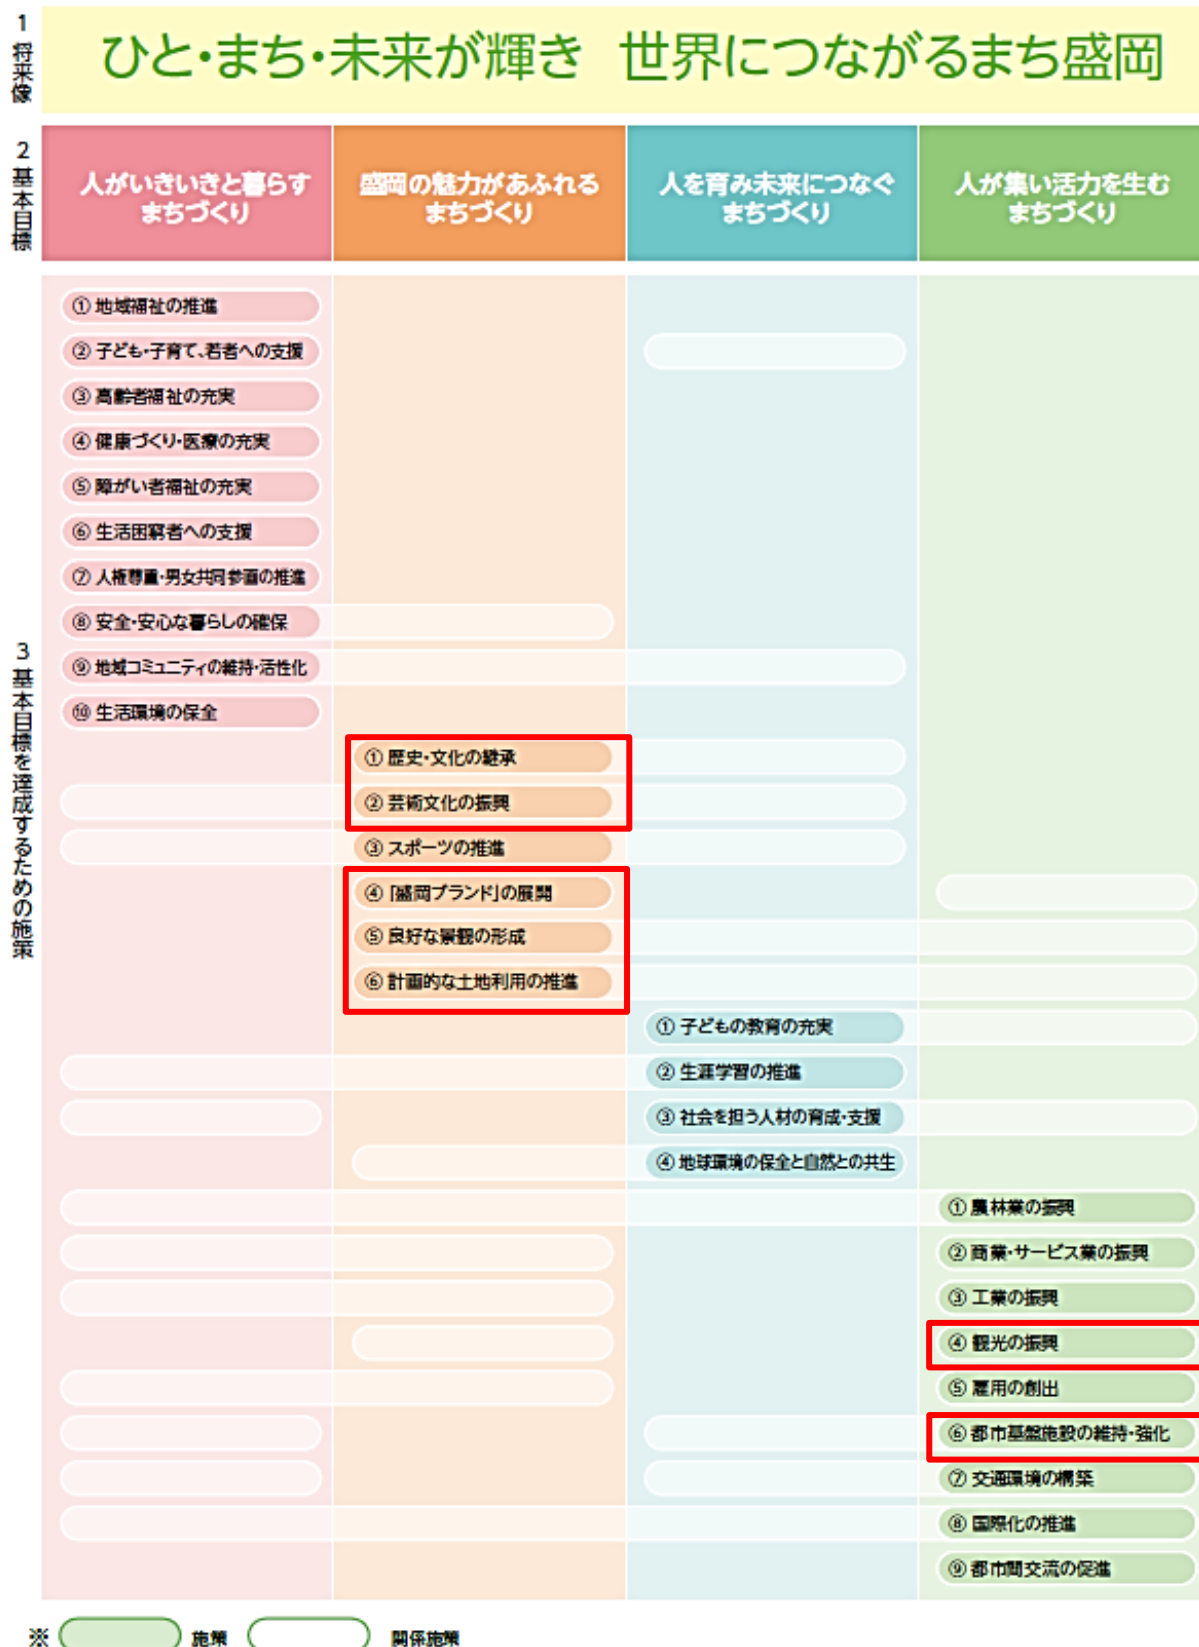 1 将来像
ひと・まち・未来が輝き 世界につながるまち盛岡
2 基本目標
人がいきいきと暮らす
まちづくり
盛岡の魅力があふれる
まちづくり
人を育み未来につなぐ
まちづくり
人が集い活力を生む
まちづくり
3 基本目標を達成するための施策
① 地域福祉の推進
② 子ども・子育て、若者への支援
③ 高齢者福祉の充実
④ 健康づくり・医療の充実
⑤ 障がい者福祉の充実
⑥ 生活困窮者への支援
⑦ 人権尊重・男女共同参画の推進
⑧ 安全・安心な暮らしの確保
⑨ 地域コミュニティの維持・活性化
⑩ 生活環境の保全
① 歴史・文化の継承
② 芸術文化の振興
③ スポーツの推進
④ 「盛岡ブランド」の展開
⑤ 良好な景観の形成
⑥ 計画的な土地利用の推進
① 子どもの教育の充実
② 生涯学習の推進
③ 社会を担う人材の育成・支援
④ 地球環境の保全と自然との共生
① 農林業の振興
② 商業・サービス業の振興
③ 工業の振興
④ 観光の振興
⑤ 雇用の創出
⑥ 都市基盤施設の維持・強化
⑦ 交通環境の構築
⑧ 国際化の推進
⑨ 都市間交流の促進
※ 施策 関係施策